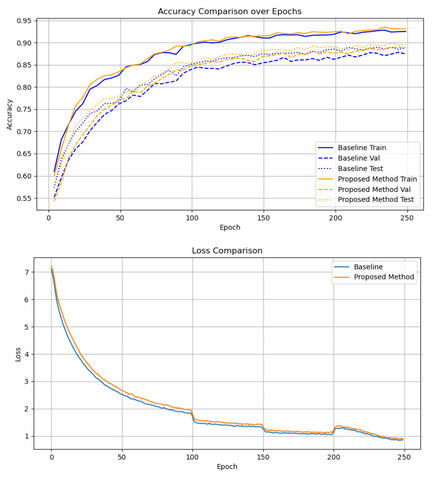 Accuracy Comparison over Epochs
0.95
0.90
0.85
0.80
0.75
0.70
0.65
0.60
0.55
Accuracy
Baseline Train
Baseline Val
Baseline Test
Proposed Method Train
Proposed Method Val
Proposed Method Test
0 50 100 150 200 250
Epoch
Loss Comparison
7
6
5
4
3
2
1
Loss
Baseline
Proposed Method
0 50 100 150 200 250
Epoch